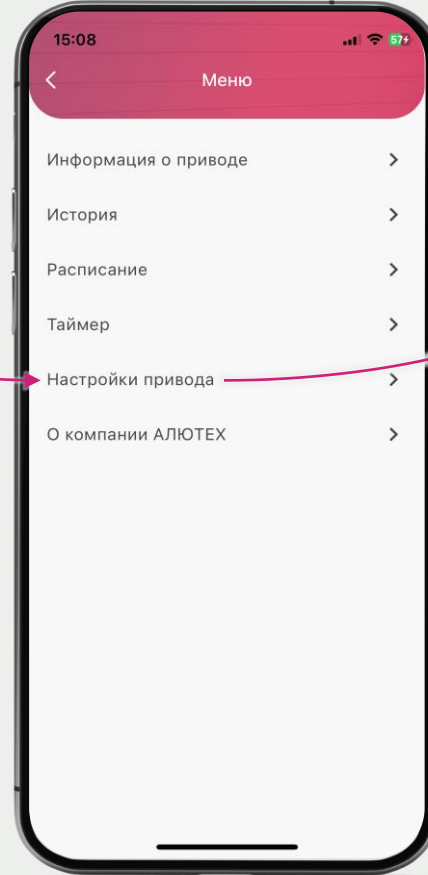 15:08
57
Меню
Информация о приводе
История
Расписание
Таймер
Настройки привода
О компании АЛЮТЕХ